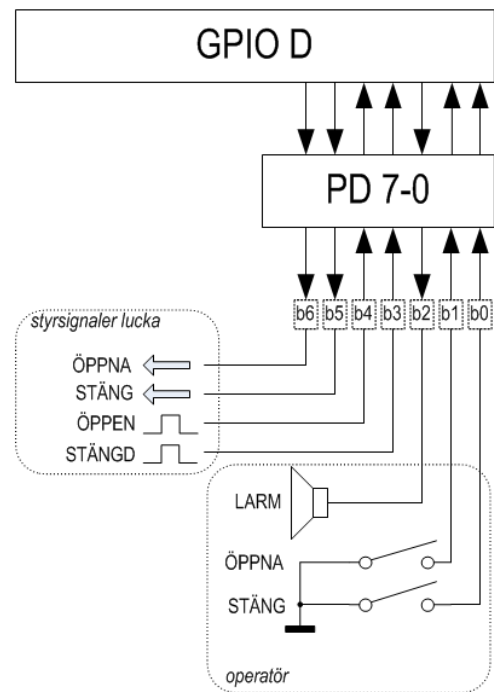 GPIO D
PD 7-0
b6 b5 b4 b3 b2 b1 b0
styrsignaler lucka
ÖPPNA
STÄNG
ÖPPEN
STÄNGD
LARM
ÖPPNA
STÄNG
operatör